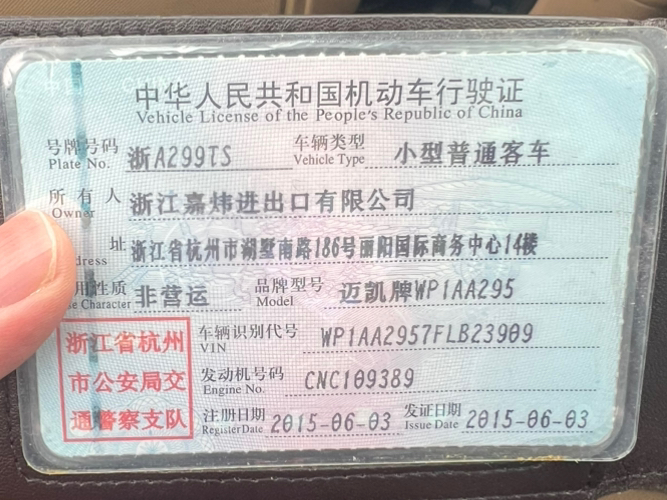 中华人民共和国机动车行驶证
Vehicle License of the People's Republic of China
号牌号码 浙A299TS 车辆类型 小型普通客车
Plate No. Vehicle Type
所有人 浙江嘉炜进出口有限公司
Owner
址 浙江省杭州市湖墅南路186号丽阳国际商务中心14楼
dress
用性质 非营运 品牌型号 迈凯牌WP1AA295
e Character Model
浙江省杭州
市公安局交
通警察支队
车辆识别代号 WP1AA2957FLB23909
VIN
发动机号码 CNC109389
Engine No.
注册日期 2015-06-03 发证日期 2015-06-03
Register Date Issue Date